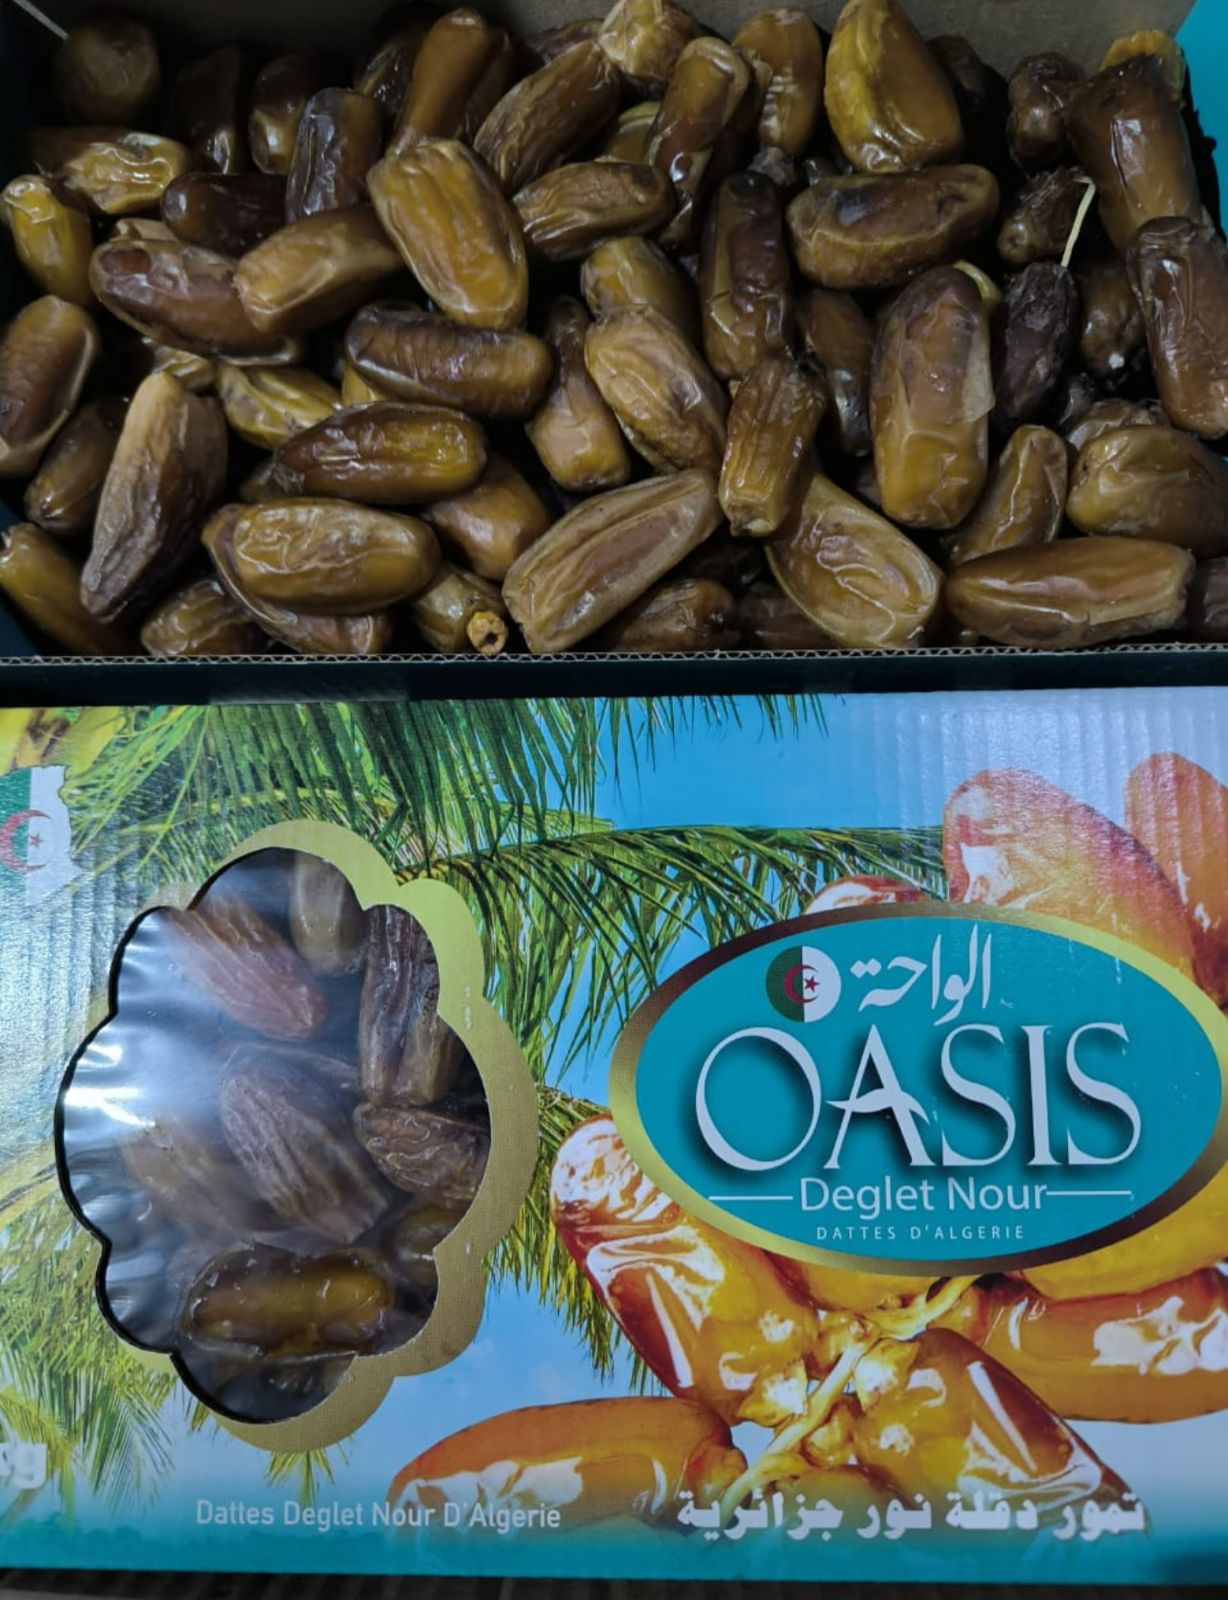 الواحة
OASIS
Deglet Nour
DATTES D'ALGERIE
Dattes Deglet Nour D'Algerie
تمور دقلة نور جزائرية